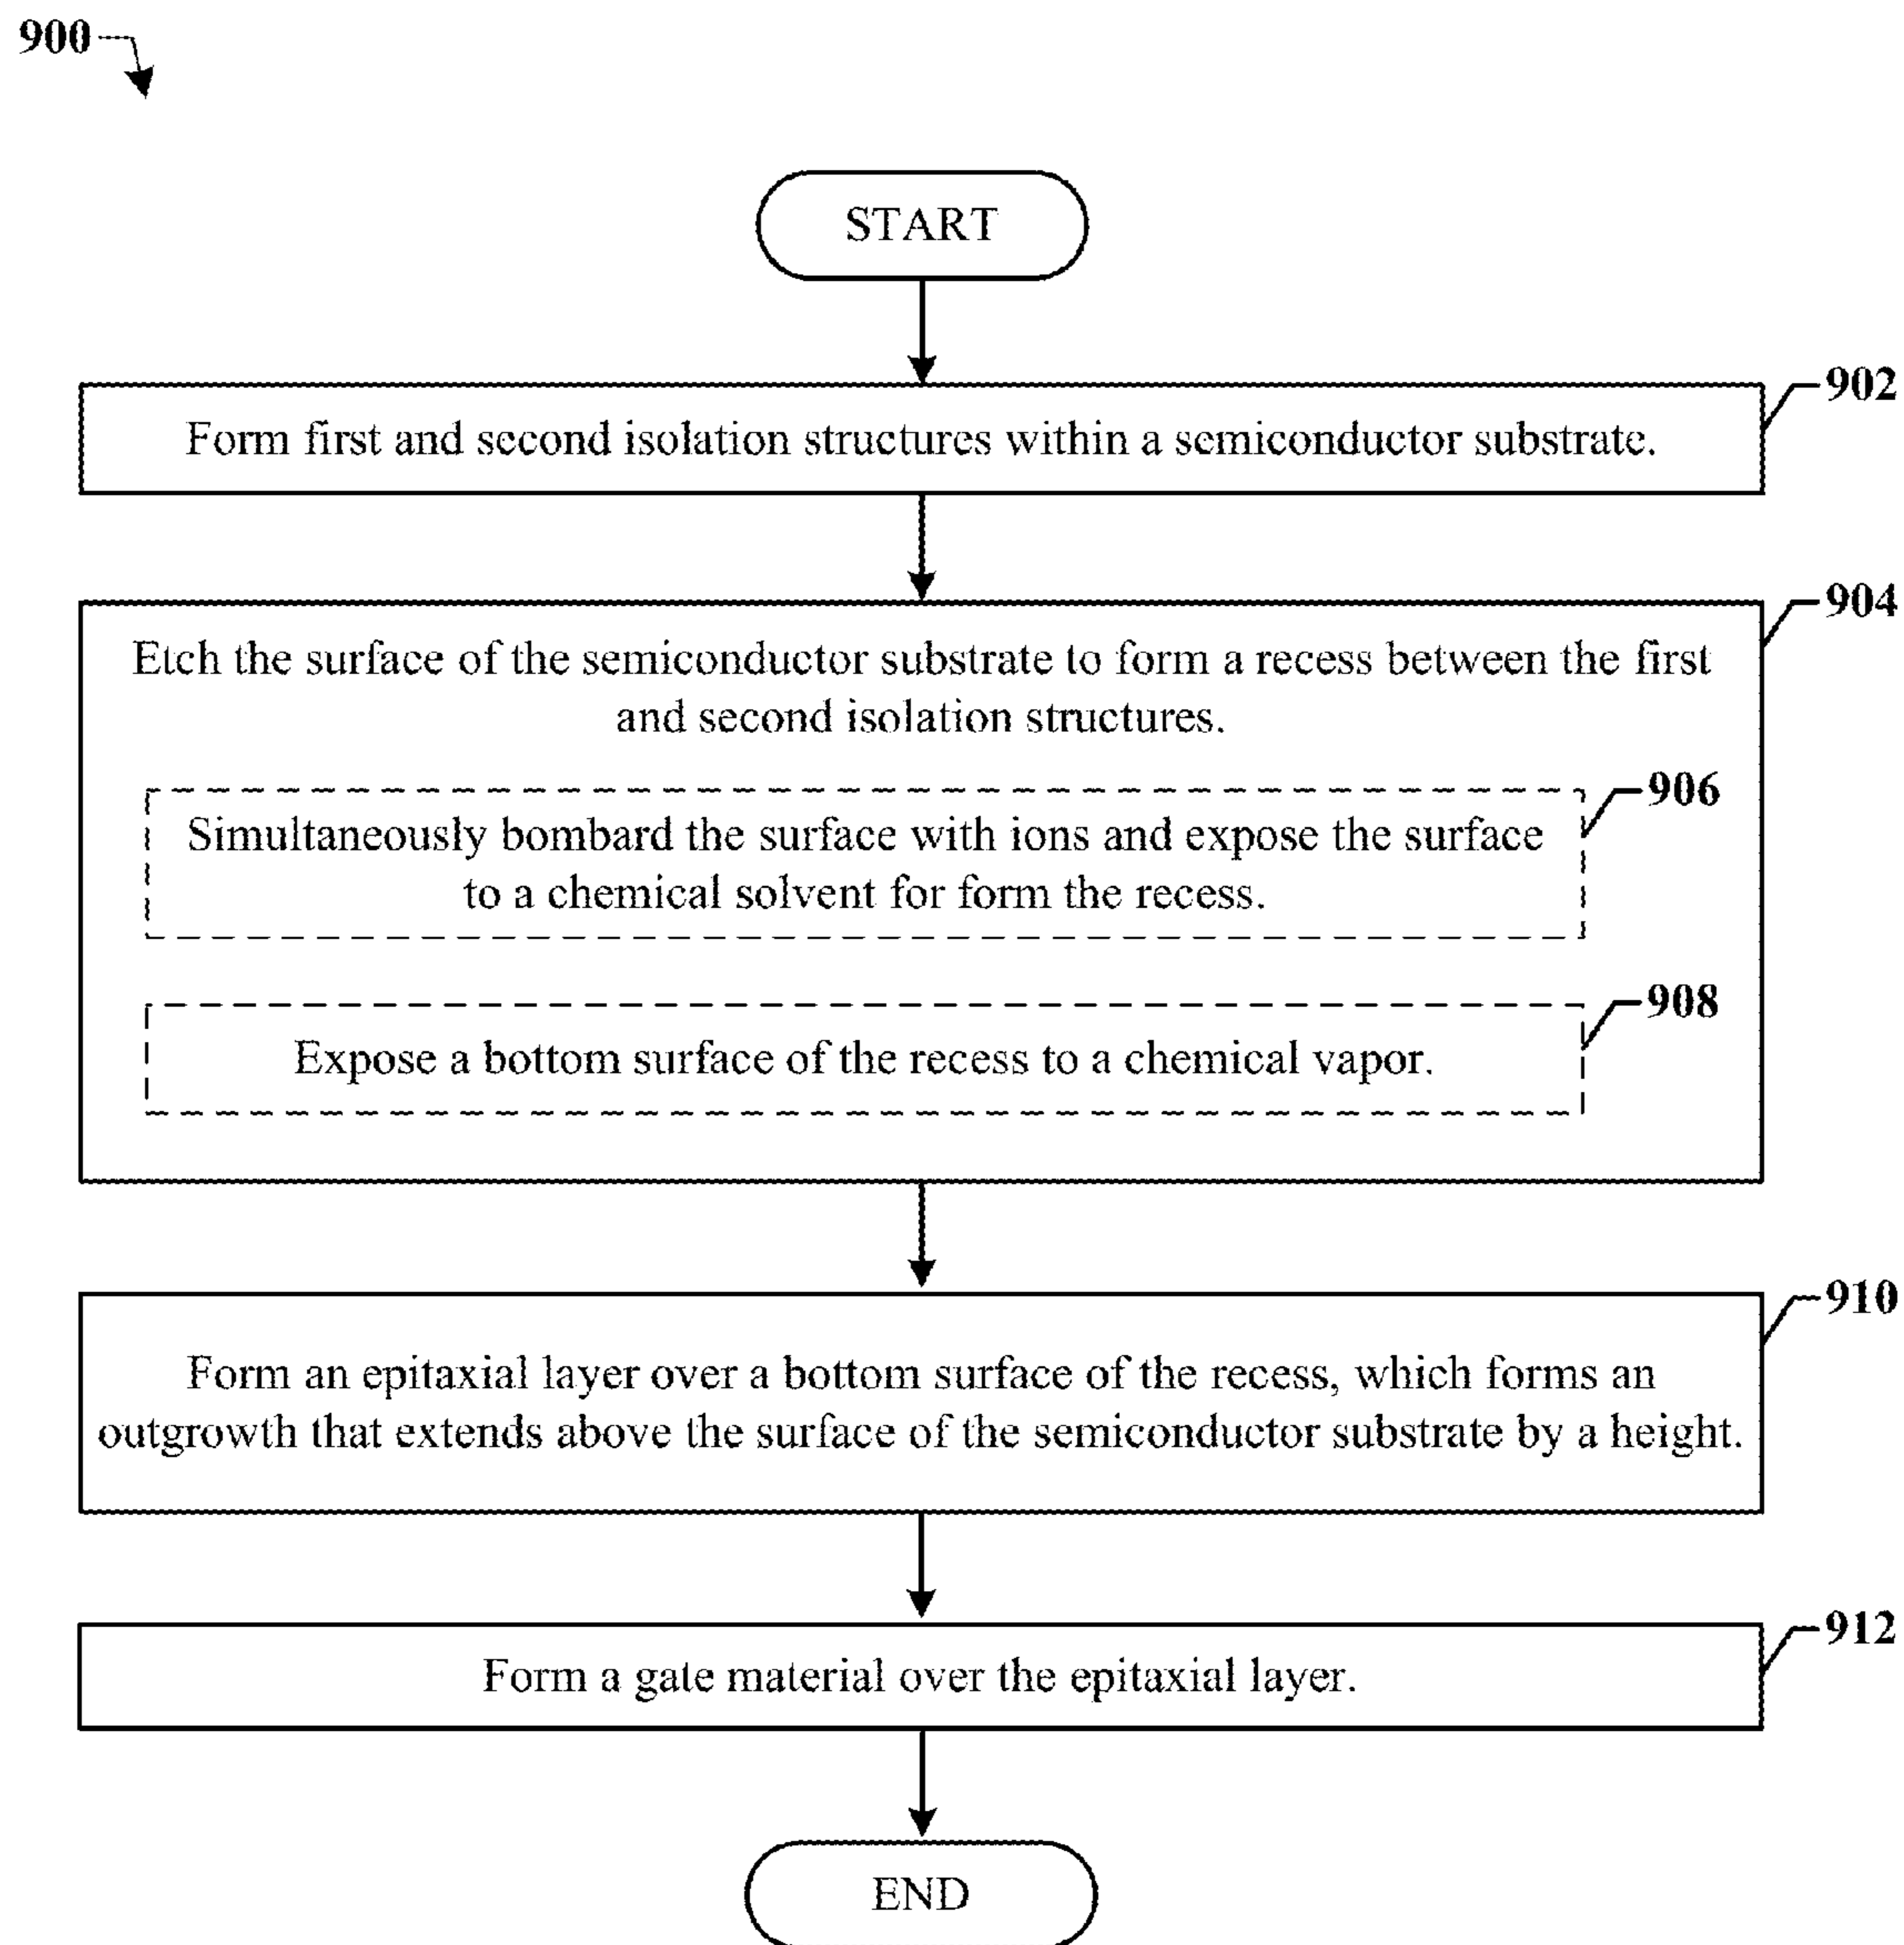 900
START
902
Form first and second isolation structures within a semiconductor substrate.
904
Etch the surface of the semiconductor substrate to form a recess between the first
and second isolation structures.
906
Simultaneously bombard the surface with ions and expose the surface
to a chemical solvent for form the recess.
908
Expose a bottom surface of the recess to a chemical vapor.
910
Form an epitaxial layer over a bottom surface of the recess, which forms an
outgrowth that extends above the surface of the semiconductor substrate by a height.
912
Form a gate material over the epitaxial layer.
END